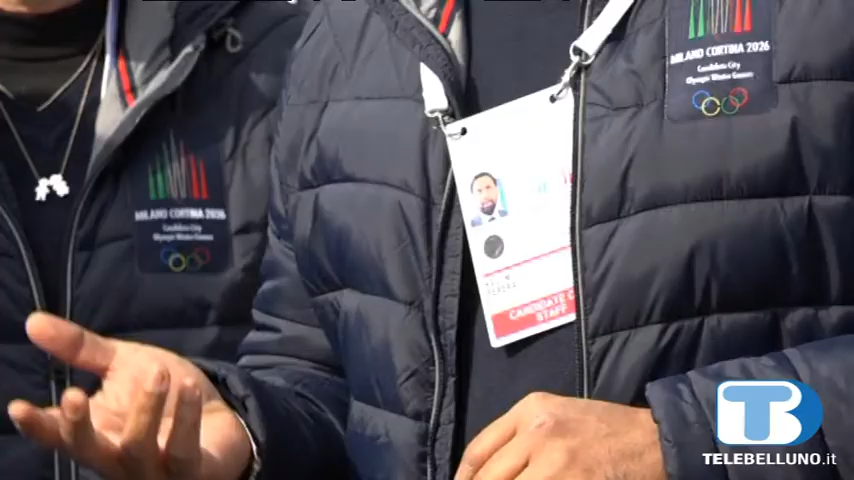 MILANO CORTINA 2026
Candidate City
Olympic Winter Games
MILANO CORTINA 2026
Candidate City
Olympic Winter Games
CANDIDATE C
STAFF
TELEBELLUNO.it